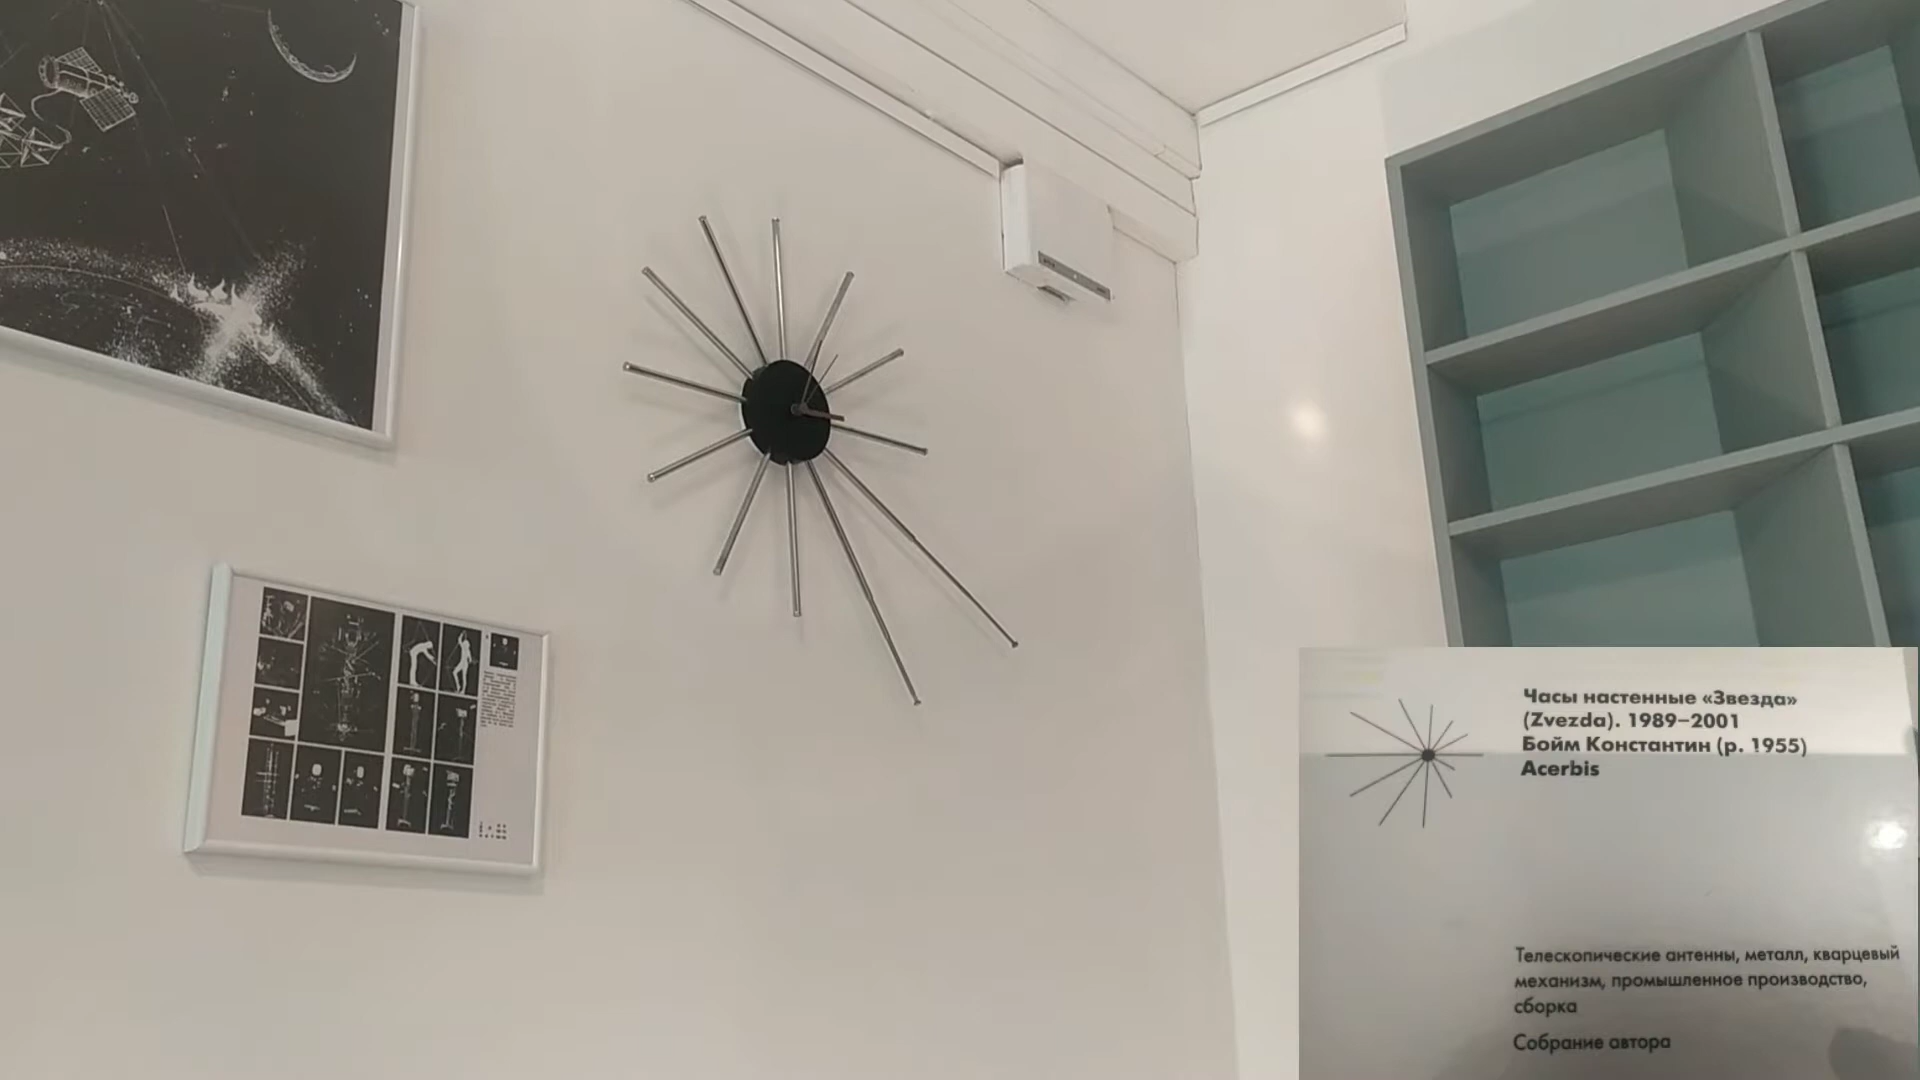 Часы настенные «Звезда»
(Zvezda). 1989–2001
Бойм Константин (р. 1955)
Acerbis
Телескопические антенны, металл, кварцевый
механизм, промышленное производство,
сборка
Собрание автора